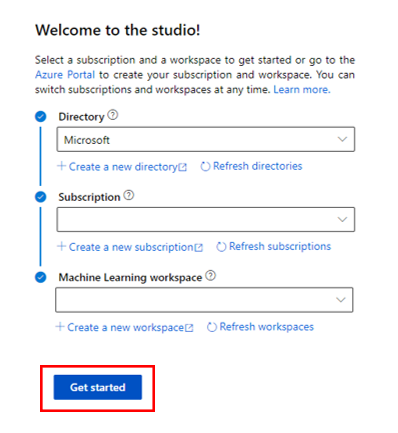 Welcome to the studio!
Select a subscription and a workspace to get started or go to the
Azure Portal to create your subscription and workspace. You can
switch subscriptions and workspaces at any time. Learn more.
Directory
Microsoft
Create a new directory Refresh directories
Subscription
Create a new subscription Refresh subscriptions
Machine Learning workspace
Create a new workspace Refresh workspaces
Get started